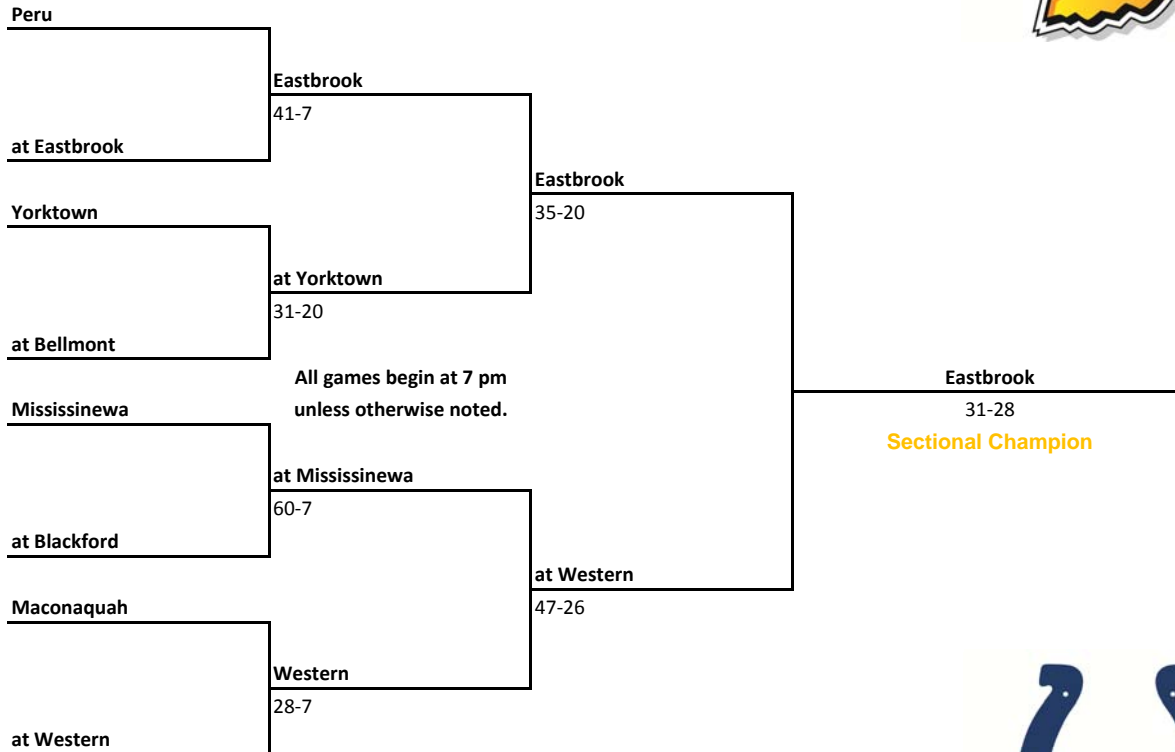 Peru
Eastbrook
41-7
at Eastbrook
Eastbrook
35-20
Yorktown
at Yorktown
31-20
at Bellmont
All games begin at 7 pm
unless otherwise noted.
Eastbrook
31-28
Sectional Champion
Mississinewa
at Mississinewa
60-7
at Blackford
at Western
47-26
Maconaquah
Western
28-7
at Western